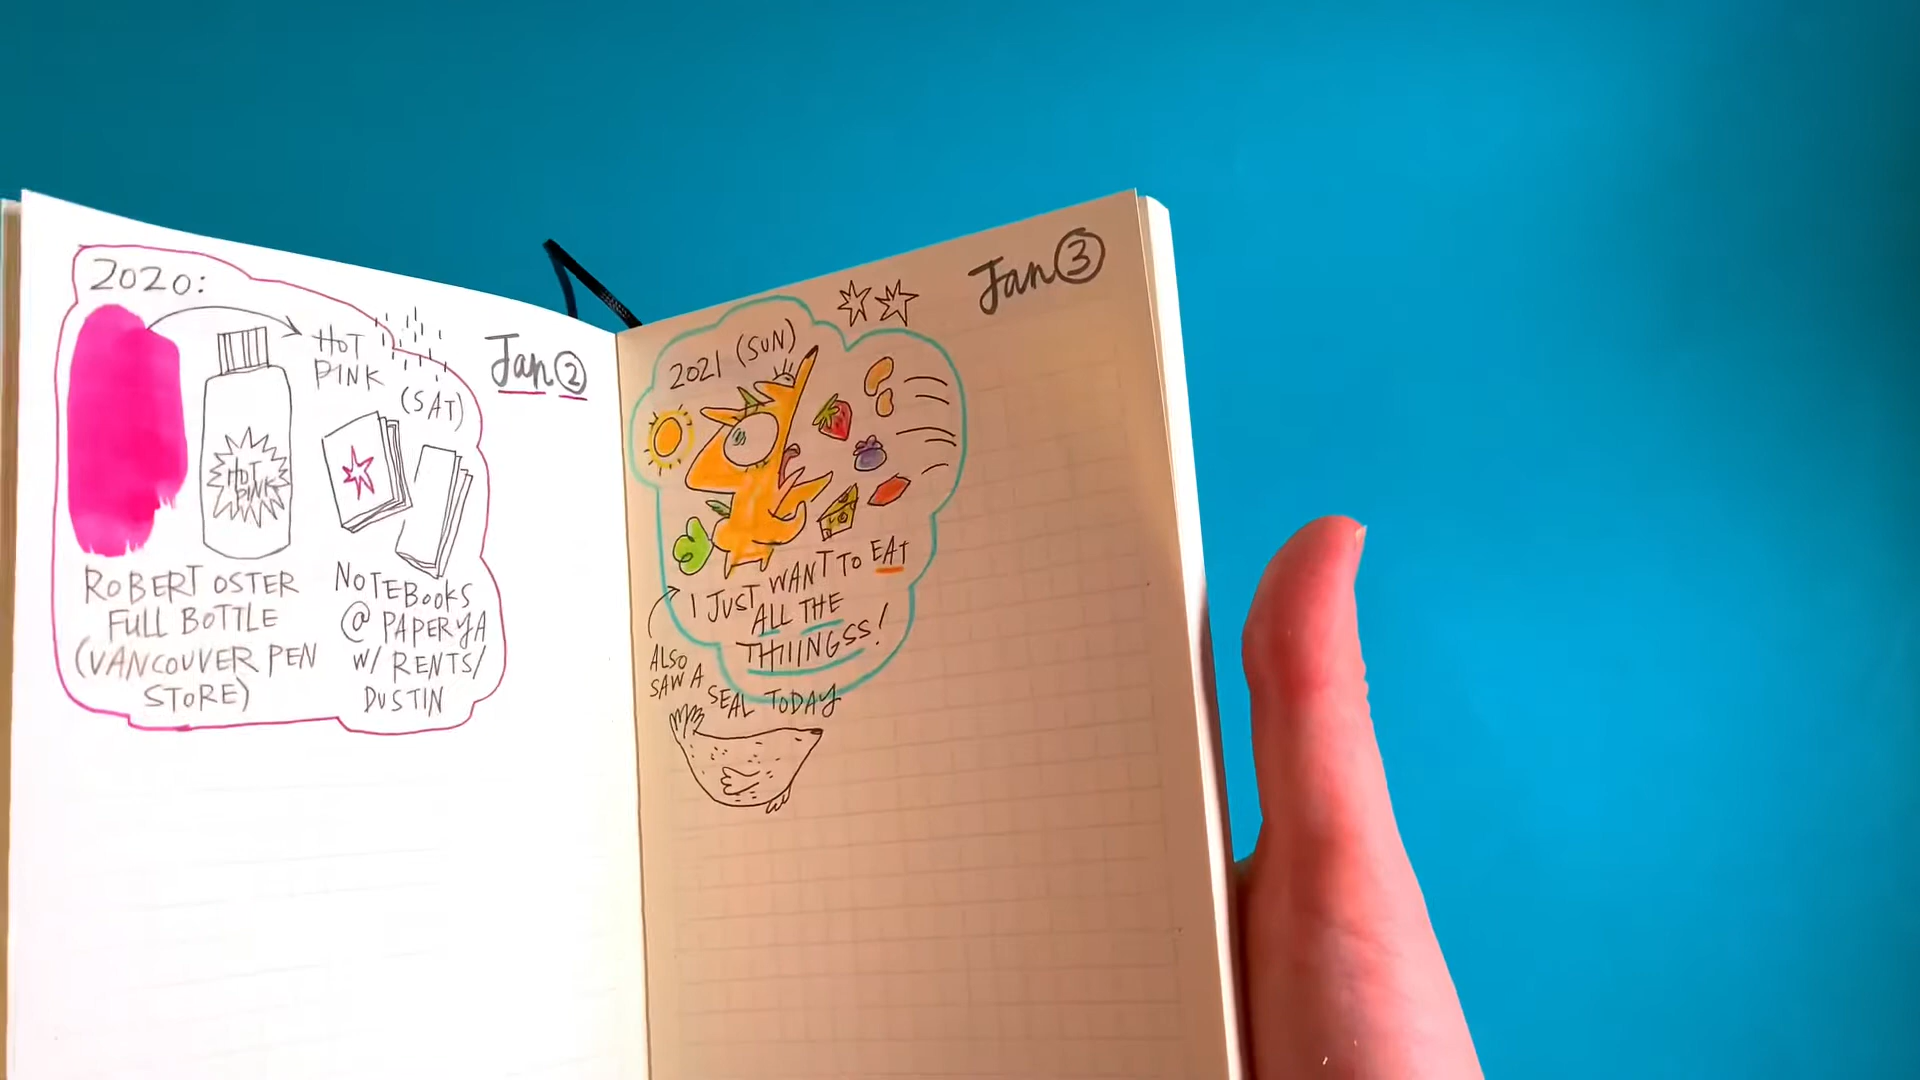 2020:
HOT
PINK
(SAT)
Jan 2
HOT
PINK
ROBERT OSTER
FULL BOTTLE
(VANCOUVER PEN
STORE)
NOTEBOOKS
@ PAPERYA
W/ RENTS/
DUSTIN
Jan 3
2021 (SUN)
I JUST WANT TO EAT
ALL THE
THIIINGSS!
ALSO
SAW A
SEAL TODAY